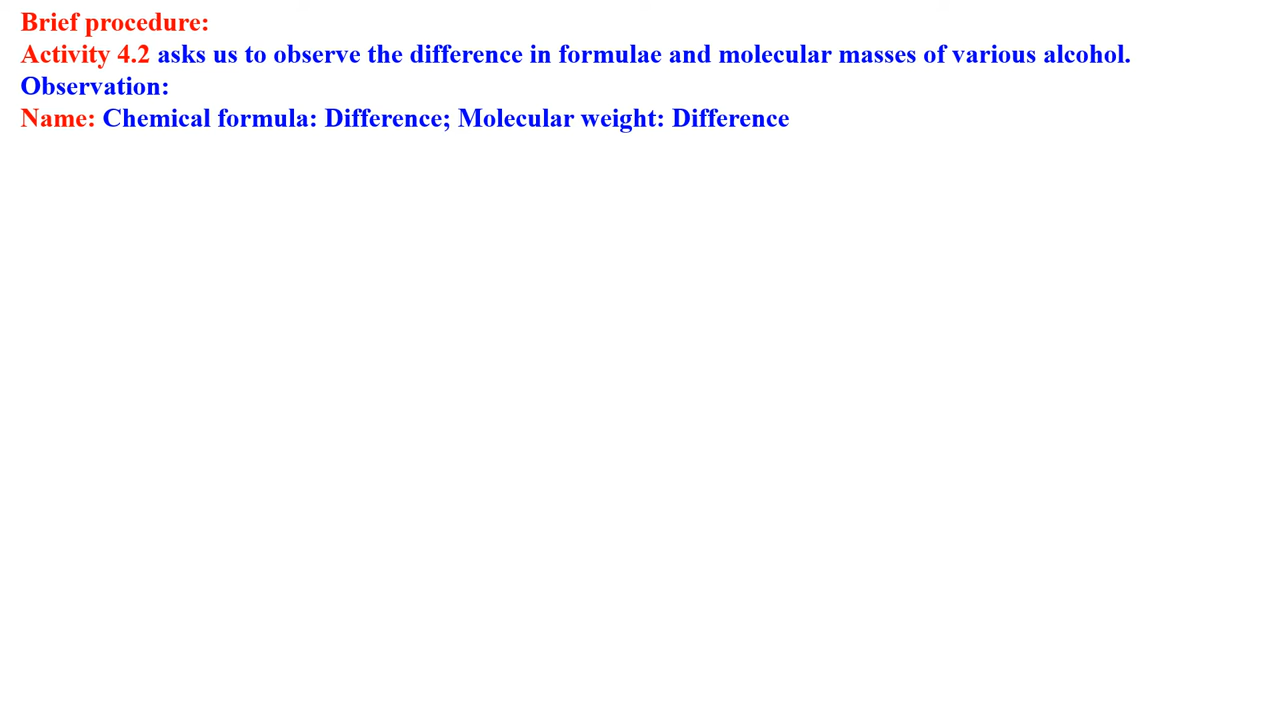 Brief procedure:
Activity 4.2 asks us to observe the difference in formulae and molecular masses of various alcohol.
Observation:
Name: Chemical formula: Difference; Molecular weight: Difference